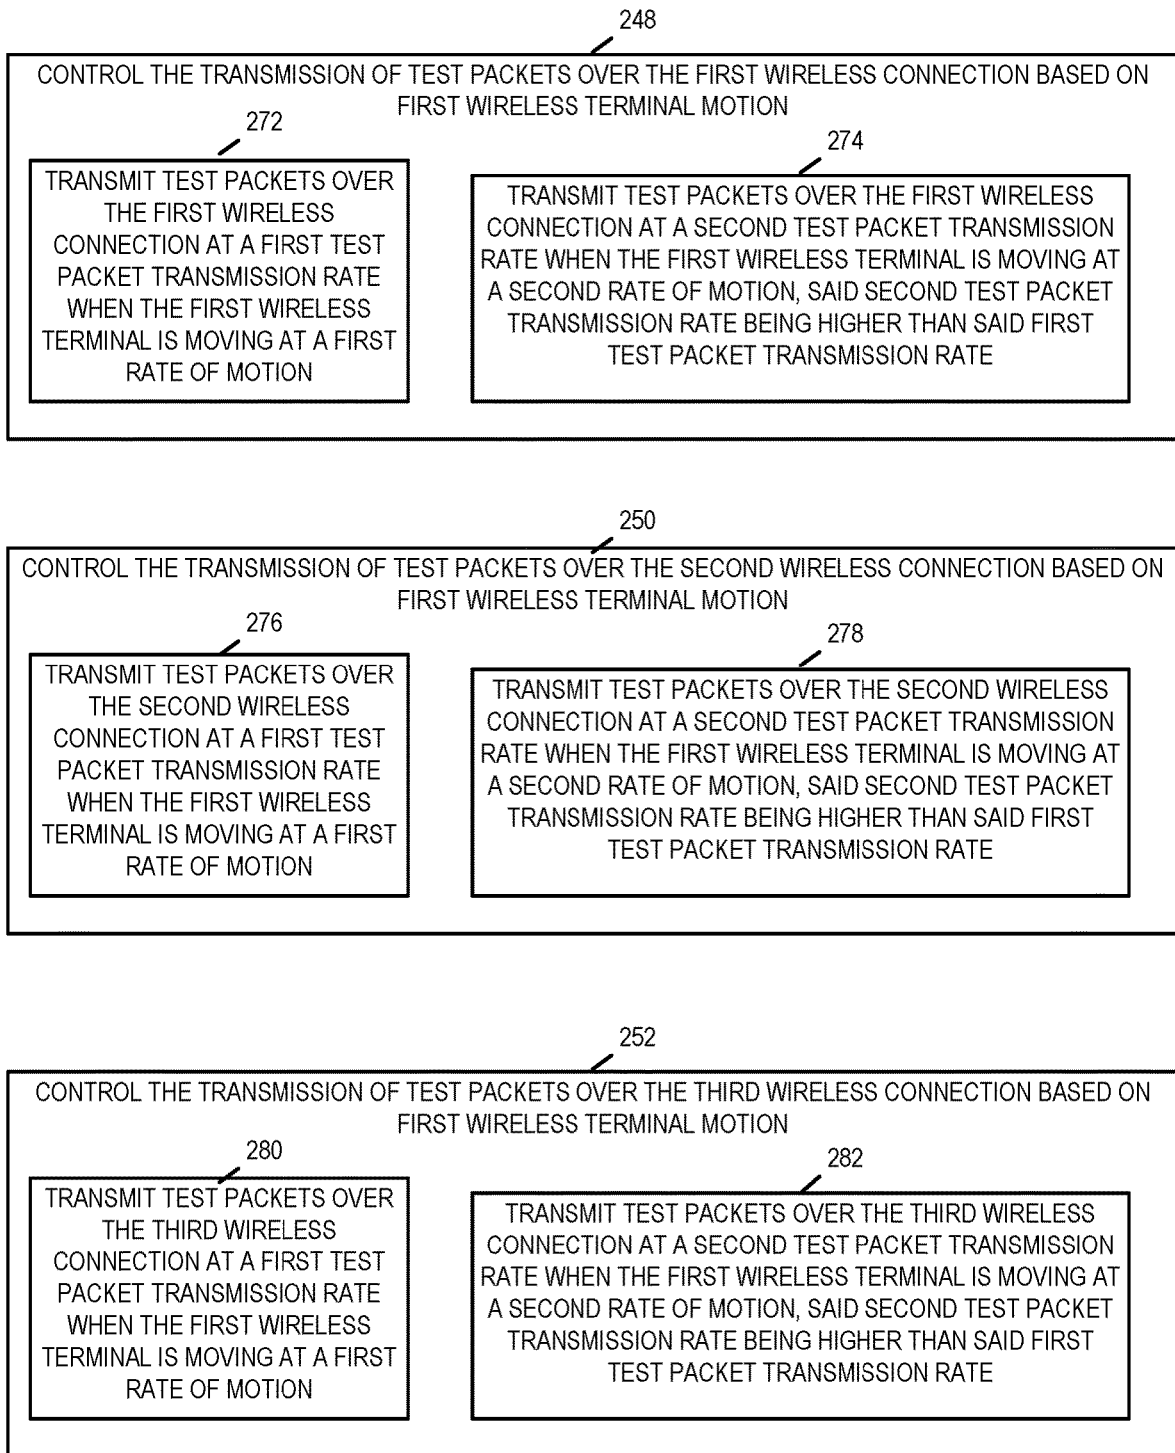 248
CONTROL THE TRANSMISSION OF TEST PACKETS OVER THE FIRST WIRELESS CONNECTION BASED ON
FIRST WIRELESS TERMINAL MOTION
272
TRANSMIT TEST PACKETS OVER
THE FIRST WIRELESS
CONNECTION AT A FIRST TEST
PACKET TRANSMISSION RATE
WHEN THE FIRST WIRELESS
TERMINAL IS MOVING AT A FIRST
RATE OF MOTION
274
TRANSMIT TEST PACKETS OVER THE FIRST WIRELESS
CONNECTION AT A SECOND TEST PACKET TRANSMISSION
RATE WHEN THE FIRST WIRELESS TERMINAL IS MOVING AT
A SECOND RATE OF MOTION, SAID SECOND TEST PACKET
TRANSMISSION RATE BEING HIGHER THAN SAID FIRST
TEST PACKET TRANSMISSION RATE
250
CONTROL THE TRANSMISSION OF TEST PACKETS OVER THE SECOND WIRELESS CONNECTION BASED ON
FIRST WIRELESS TERMINAL MOTION
276
TRANSMIT TEST PACKETS OVER
THE SECOND WIRELESS
CONNECTION AT A FIRST TEST
PACKET TRANSMISSION RATE
WHEN THE FIRST WIRELESS
TERMINAL IS MOVING AT A FIRST
RATE OF MOTION
278
TRANSMIT TEST PACKETS OVER THE SECOND WIRELESS
CONNECTION AT A SECOND TEST PACKET TRANSMISSION
RATE WHEN THE FIRST WIRELESS TERMINAL IS MOVING AT
A SECOND RATE OF MOTION, SAID SECOND TEST PACKET
TRANSMISSION RATE BEING HIGHER THAN SAID FIRST
TEST PACKET TRANSMISSION RATE
252
CONTROL THE TRANSMISSION OF TEST PACKETS OVER THE THIRD WIRELESS CONNECTION BASED ON
FIRST WIRELESS TERMINAL MOTION
280
TRANSMIT TEST PACKETS OVER
THE THIRD WIRELESS
CONNECTION AT A FIRST TEST
PACKET TRANSMISSION RATE
WHEN THE FIRST WIRELESS
TERMINAL IS MOVING AT A FIRST
RATE OF MOTION
282
TRANSMIT TEST PACKETS OVER THE THIRD WIRELESS
CONNECTION AT A SECOND TEST PACKET TRANSMISSION
RATE WHEN THE FIRST WIRELESS TERMINAL IS MOVING AT
A SECOND RATE OF MOTION, SAID SECOND TEST PACKET
TRANSMISSION RATE BEING HIGHER THAN SAID FIRST
TEST PACKET TRANSMISSION RATE